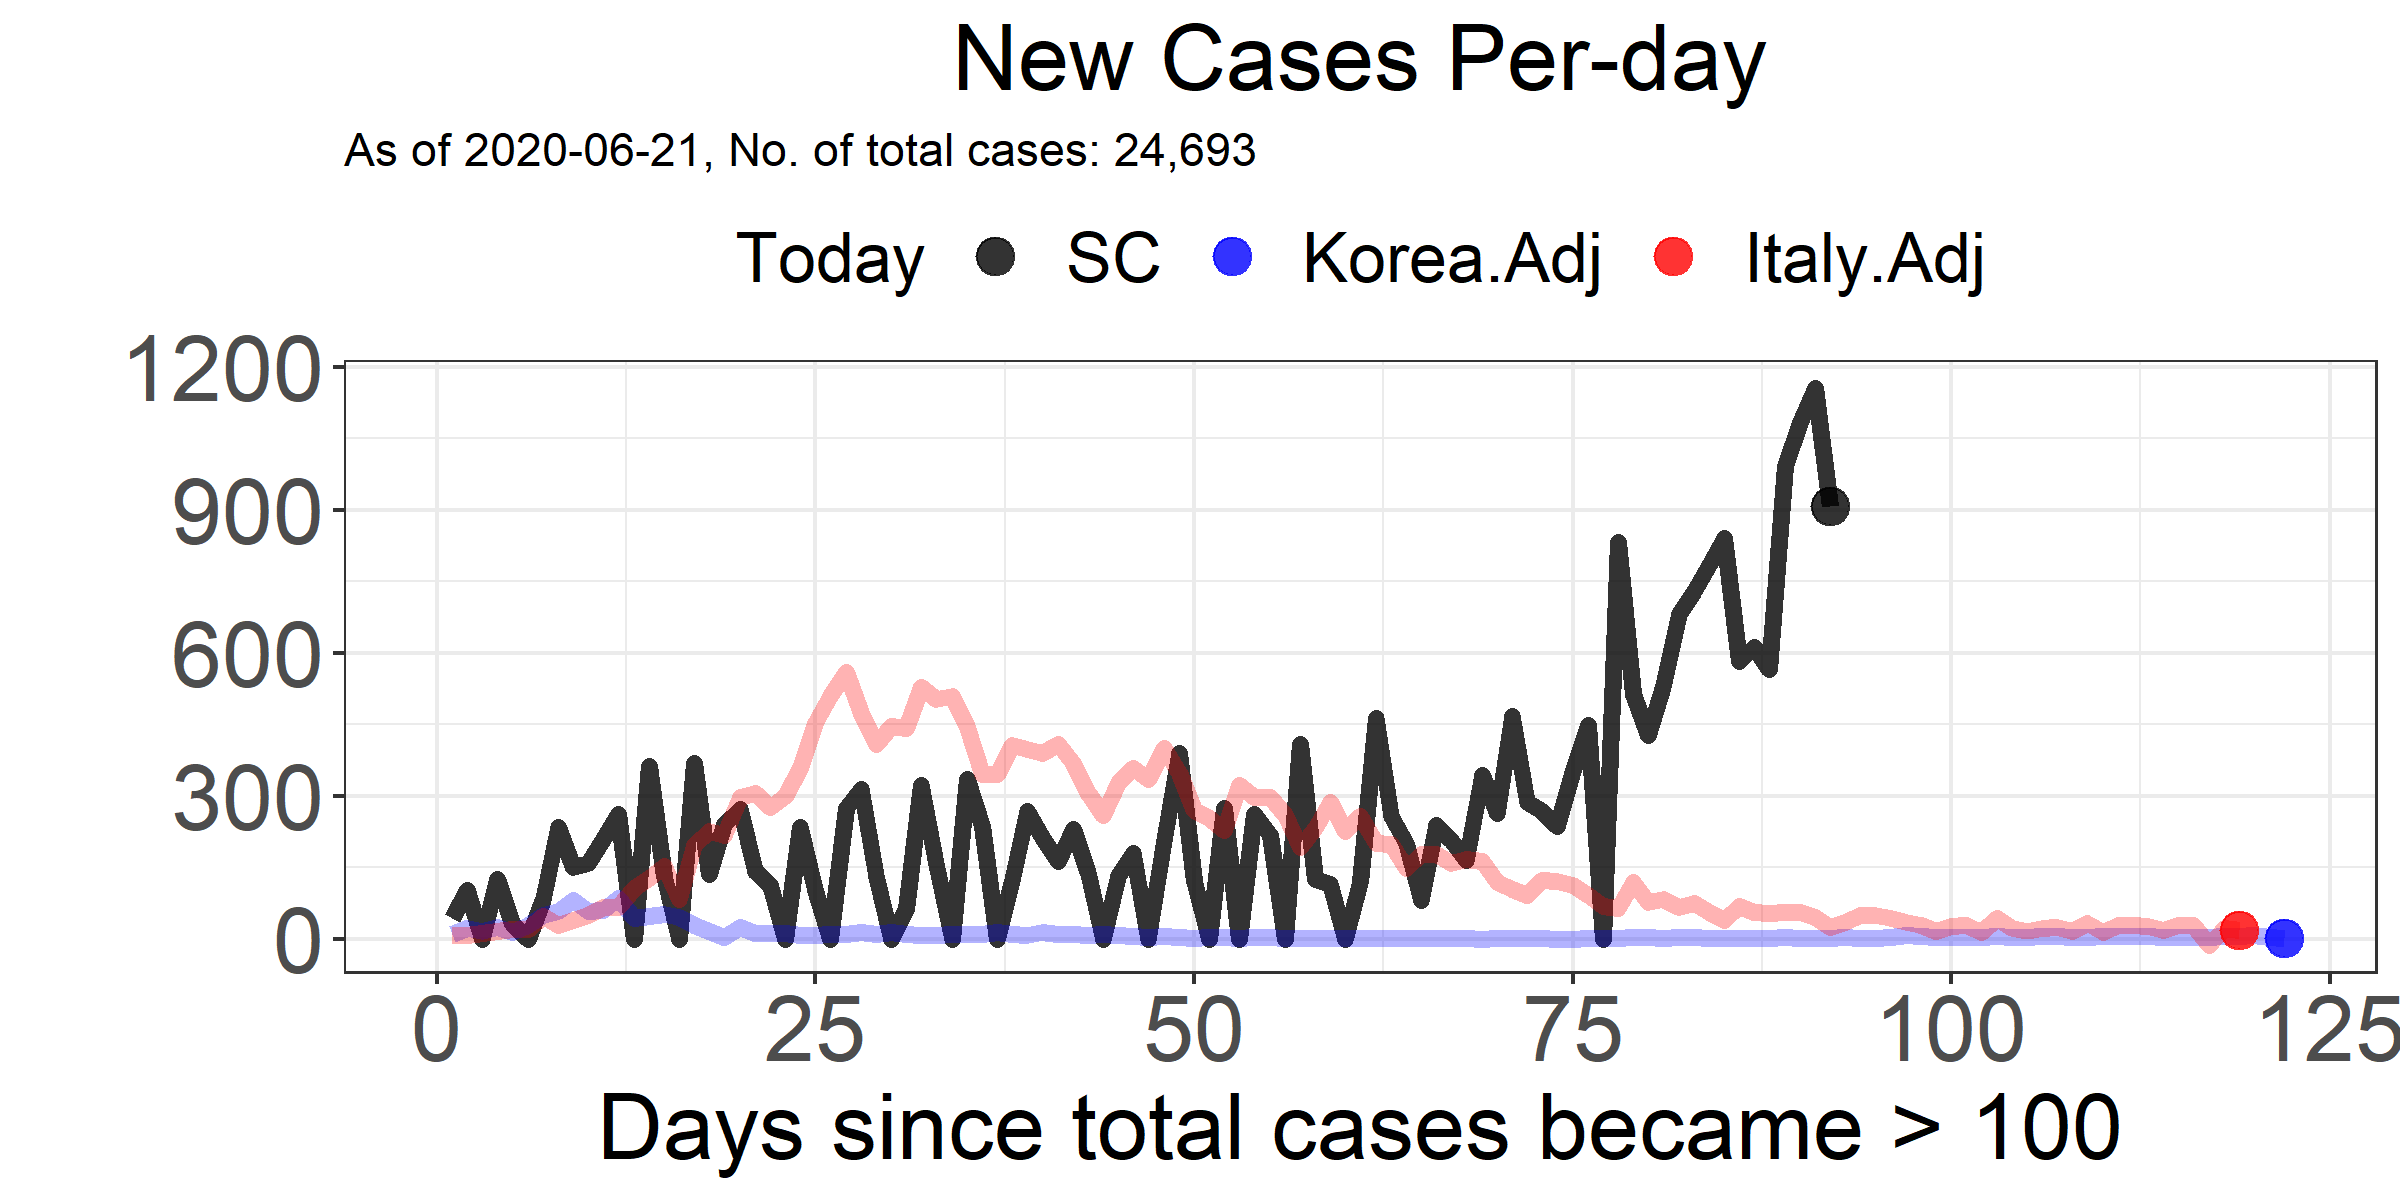 New Cases Per-day
As of 2020-06-21, No. of total cases: 24,693
Today SC Korea.Adj Italy.Adj
1200
900
600
300
0
0 25 50 75 100 125
Days since total cases became > 100